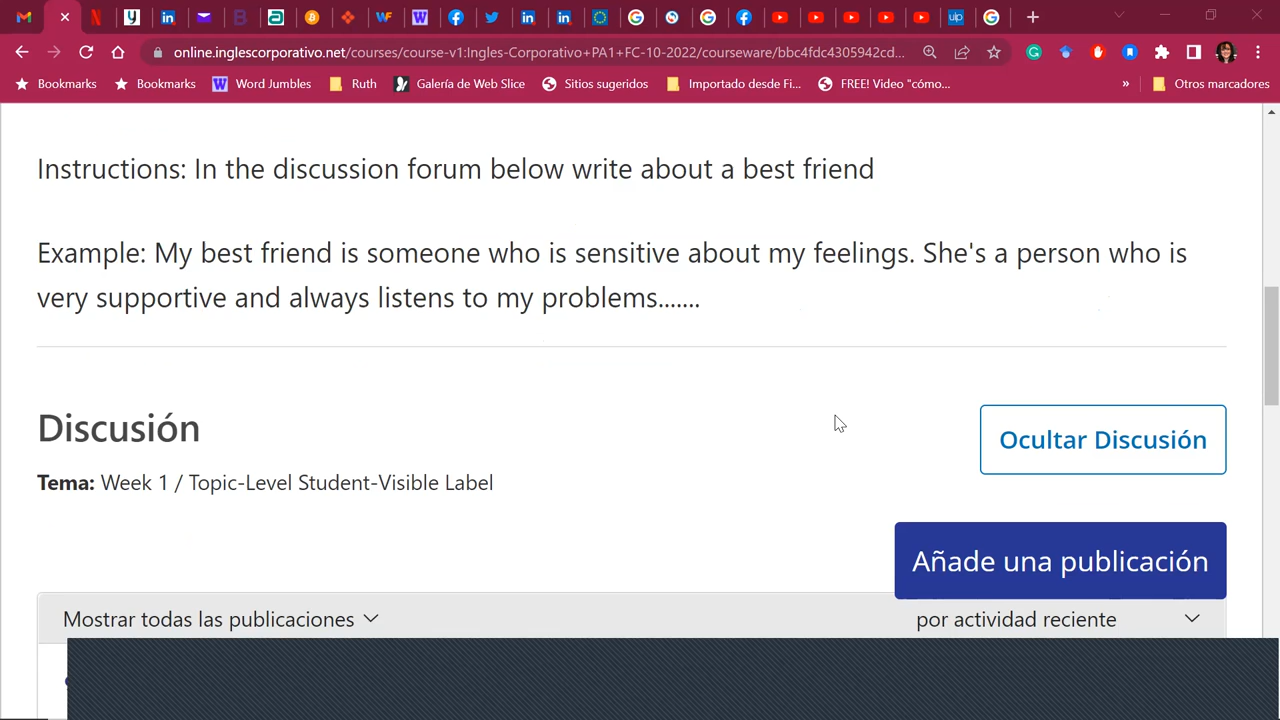 online.inglescorporativo.net/courses/course-v1:Ingles-Corporativo+PA1+FC-10-2022/courseware/bbc4fdc4305942cd...
Bookmarks Bookmarks Word Jumbles Ruth Galería de Web Slice Sitios sugeridos Importado desde Fi... FREE! Video "cómo... » Otros marcadores
Instructions: In the discussion forum below write about a best friend
Example: My best friend is someone who is sensitive about my feelings. She's a person who is
very supportive and always listens to my problems.......
Discusión
Ocultar Discusión
Tema: Week 1 / Topic-Level Student-Visible Label
Añade una publicación
Mostrar todas las publicaciones
por actividad reciente